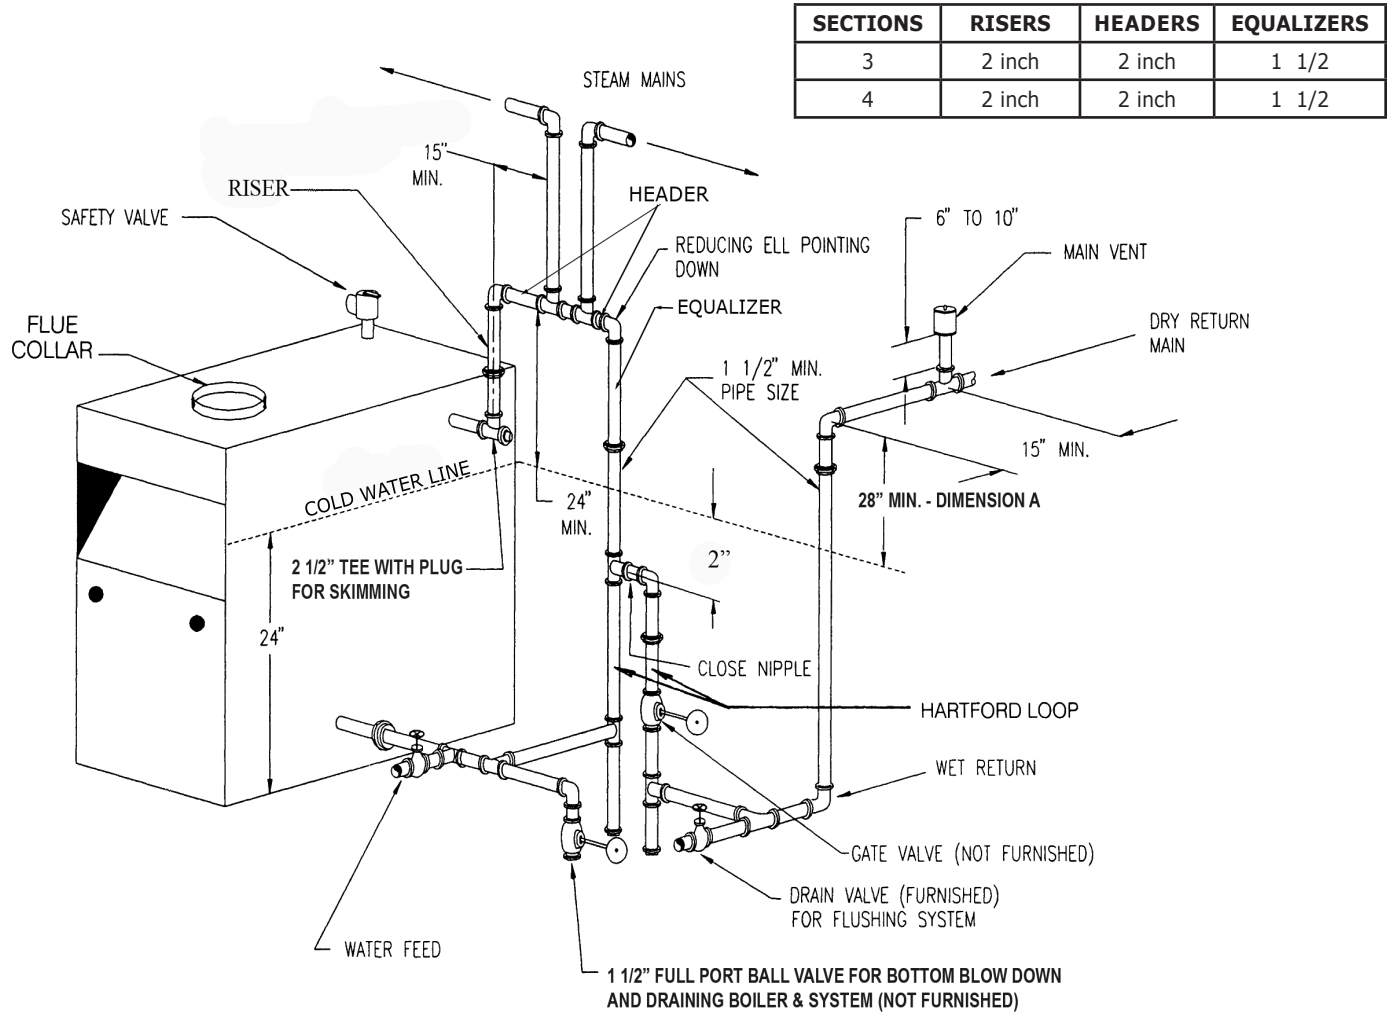 SECTIONS RISERS HEADERS EQUALIZERS
3 2 inch 2 inch 1 1/2
4 2 inch 2 inch 1 1/2
STEAM MAINS
15"
MIN.
RISER
HEADER
SAFETY VALVE
6" TO 10"
REDUCING ELL POINTING
DOWN
MAIN VENT
EQUALIZER
FLUE
COLLAR
DRY RETURN
MAIN
1 1/2" MIN.
PIPE SIZE
15" MIN.
COLD WATER LINE
24"
MIN.
28" MIN. - DIMENSION A
2"
2 1/2" TEE WITH PLUG
FOR SKIMMING
24"
CLOSE NIPPLE
HARTFORD LOOP
WET RETURN
GATE VALVE (NOT FURNISHED)
DRAIN VALVE (FURNISHED)
FOR FLUSHING SYSTEM
WATER FEED
1 1/2" FULL PORT BALL VALVE FOR BOTTOM BLOW DOWN
AND DRAINING BOILER & SYSTEM (NOT FURNISHED)